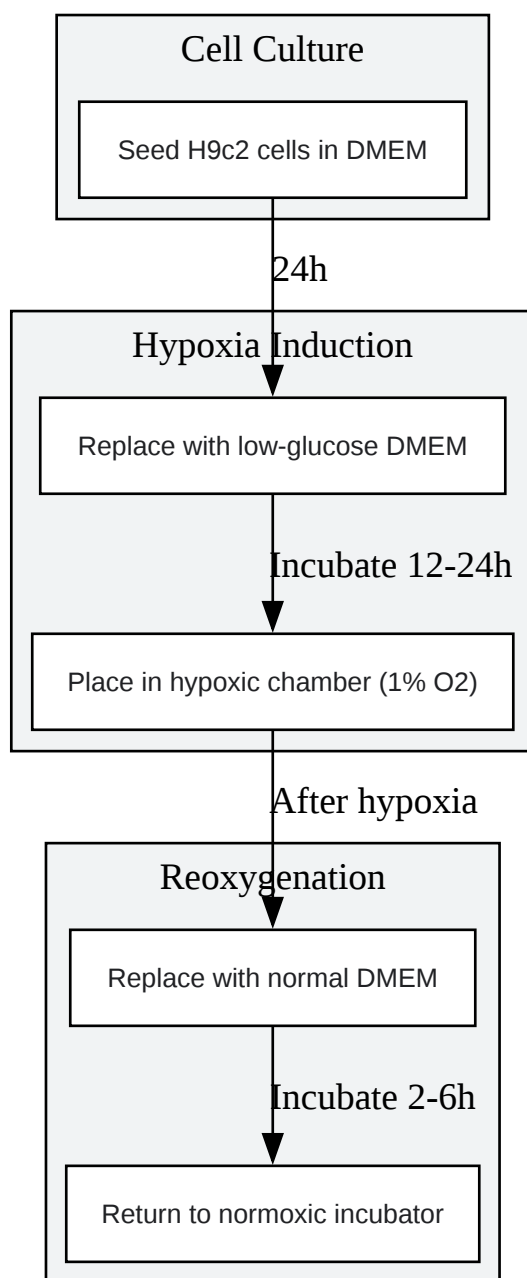 Cell Culture
Seed H9c2 cells in DMEM
24h
Hypoxia Induction
Replace with low-glucose DMEM
Incubate 12-24h
Place in hypoxic chamber (1% O2)
After hypoxia
Reoxygenation
Replace with normal DMEM
Incubate 2-6h
Return to normoxic incubator